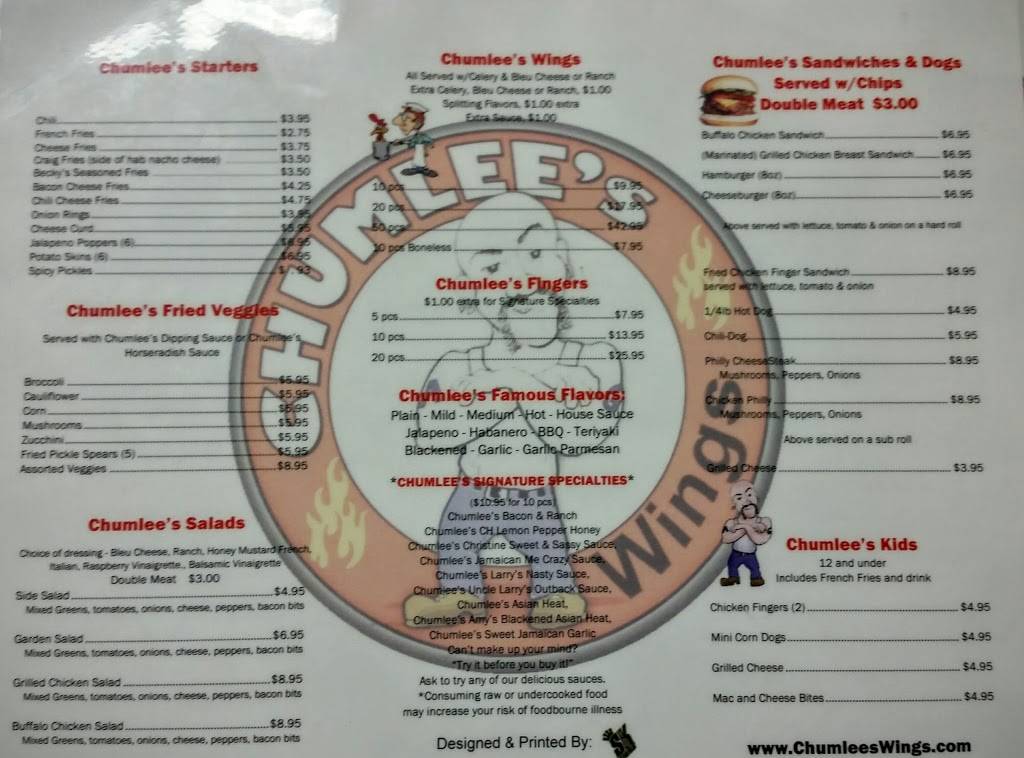 Chumlee's Starters
Chili $3.95
French Fries $2.75
Cheese Fries $3.75
Craig Fries (side of hab nacho cheese) $3.50
Becky's Seasoned Fries $3.50
Bacon Cheese Fries $4.25
Chili Cheese Fries $4.75
Onion Rings
Cheese Curd $5.95
Jalapeno Poppers (6) $6.95
Potato Skins (6) $6.95
Spicy Pickles
Chumlee's Fried Veggies
Served with Chumlee's Dipping Sauce or Chumlee's
Horseradish Sauce
Broccoli $5.95
Cauliflower $5.95
Corn $5.95
Mushrooms $5.95
Zucchini $5.95
Fried Pickle Spears (5) $5.95
Assorted Veggies $8.95
Chumlee's Salads
Choice of dressing - Bleu Cheese, Ranch, Honey Mustard French,
Italian, Raspberry Vinaigrette., Balsamic Vinaigrette
Double Meat $3.00
Side Salad $4.95
Mixed Greens, tomatoes, onions, cheese, peppers, bacon bits
Garden Salad $6.95
Mixed Greens, tomatoes, onions, cheese, peppers, bacon bits
Grilled Chicken Salad $8.95
Mixed Greens, tomatoes, onions, cheese, peppers, bacon bits
Buffalo Chicken Salad $8.95
Mixed Greens, tomatoes, onions, cheese, peppers, bacon bits
Chumlee's Wings
All Served w/Celery & Bleu Cheese or Ranch
Extra Celery, Bleu Cheese or Ranch, $1.00
Splitting Flavors, $1.00 extra
Extra Sauce, $1.00
10 pcs $9.95
20 pcs $17.95
50 pcs $42.95
10 pcs Boneless $7.95
Chumlee's Fingers
$1.00 extra for Signature Specialties
5 pcs $7.95
10 pcs $13.95
20 pcs $25.95
Chumlee's Famous Flavors:
Plain - Mild - Medium - Hot - House Sauce
Jalapeno - Habanero - BBQ - Teriyaki
Blackened - Garlic - Garlic Parmesan
*CHUMLEE'S SIGNATURE SPECIALTIES*
($10.95 for 10 pcs)
Chumlee's Bacon & Ranch
Chumlee's CH Lemon Pepper Honey
Chumlee's Christine Sweet & Sassy Sauce,
Chumlee's Jamaican Me Crazy Sauce,
Chumlee's Larry's Nasty Sauce,
Chumlee's Uncle Larry's Outback Sauce,
Chumlee's Asian Heat,
Chumlee's Amy's Blackened Asian Heat,
Chumlee's Sweet Jamaican Garlic
Can't make up your mind?
"Try it before you buy it!"
Ask to try any of our delicious sauces.
*Consuming raw or undercooked food
may increase your risk of foodbourne illness
Designed & Printed By:
CHUMLEE'S
Wings
Chumlee's Sandwiches & Dogs
Served w/Chips
Double Meat $3.00
Buffalo Chicken Sandwich $6.95
(Marinated) Grilled Chicken Breast Sandwich $6.95
Hamburger (8oz) $6.95
Cheeseburger (8oz) $6.95
Above served with lettuce, tomato & onion on a hard roll
Fried Chicken Finger Sandwich $8.95
served with lettuce, tomato & onion
1/4lb Hot Dog $4.95
Chili-Dog $5.95
Philly CheeseSteak $8.95
Mushrooms, Peppers, Onions
Chicken Philly $8.95
Mushrooms, Peppers, Onions
Above served on a sub roll
Grilled Cheese $3.95
Chumlee's Kids
12 and under
Includes French Fries and drink
Chicken Fingers (2) $4.95
Mini Corn Dogs $4.95
Grilled Cheese $4.95
Mac and Cheese Bites $4.95
www.ChumleesWings.com